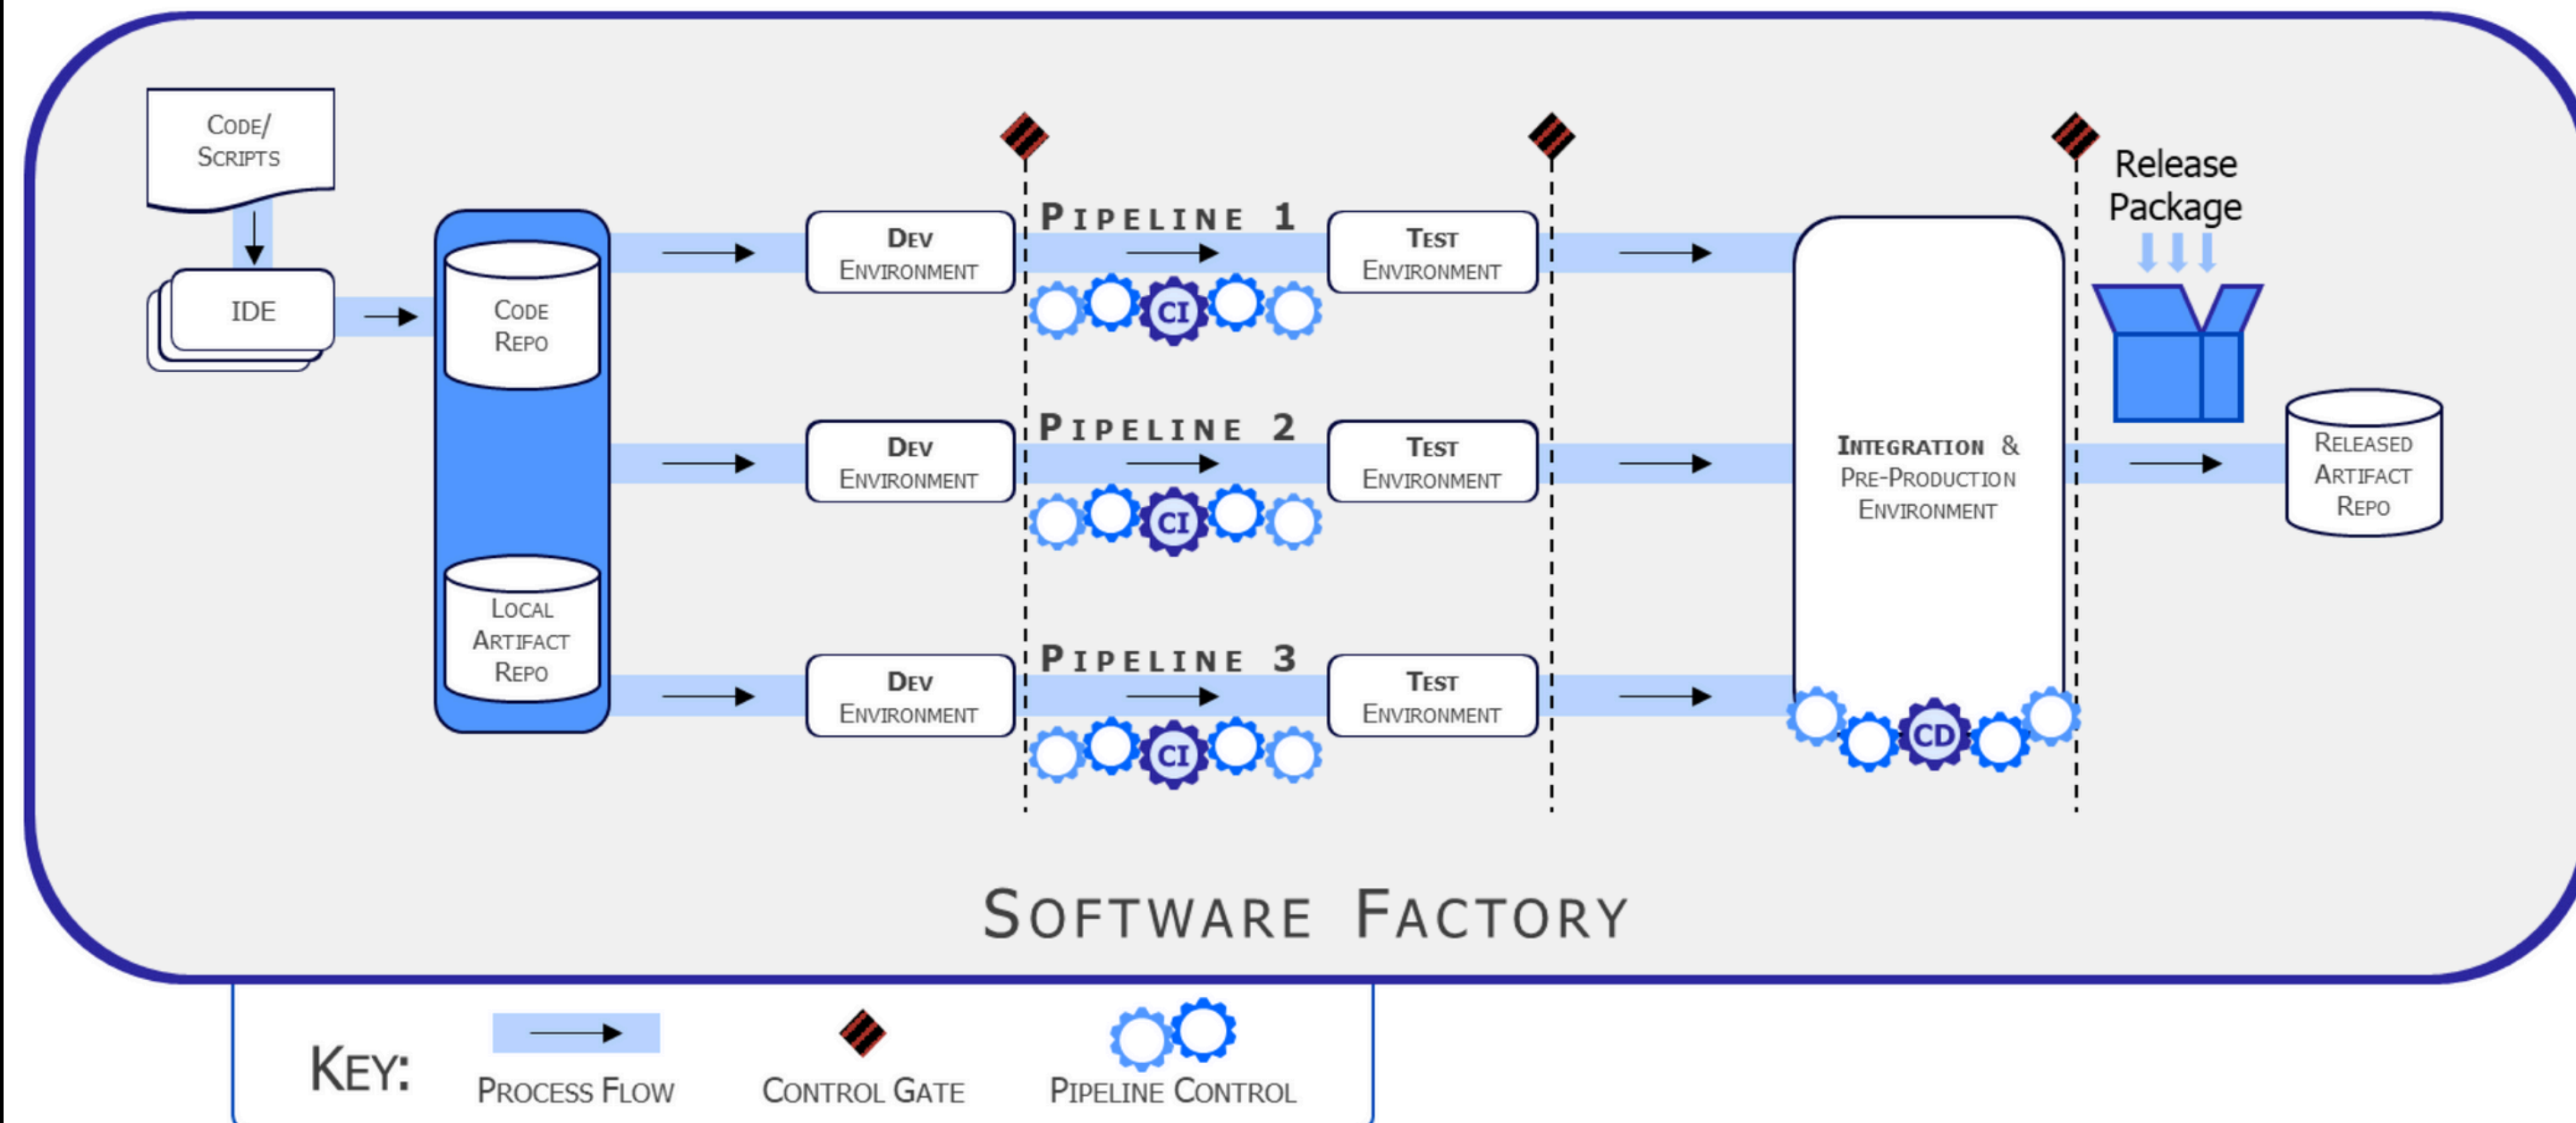 Code/
Scripts
IDE
Code
Repo
Local
Artifact
Repo
Dev
Environment
Pipeline 1
CI
Test
Environment
Dev
Environment
Pipeline 2
CI
Test
Environment
Dev
Environment
Pipeline 3
CI
Test
Environment
Integration &
Pre-Production
Environment
CD
Release
Package
Released
Artifact
Repo
Software Factory
Key:
Process Flow
Control Gate
Pipeline Control